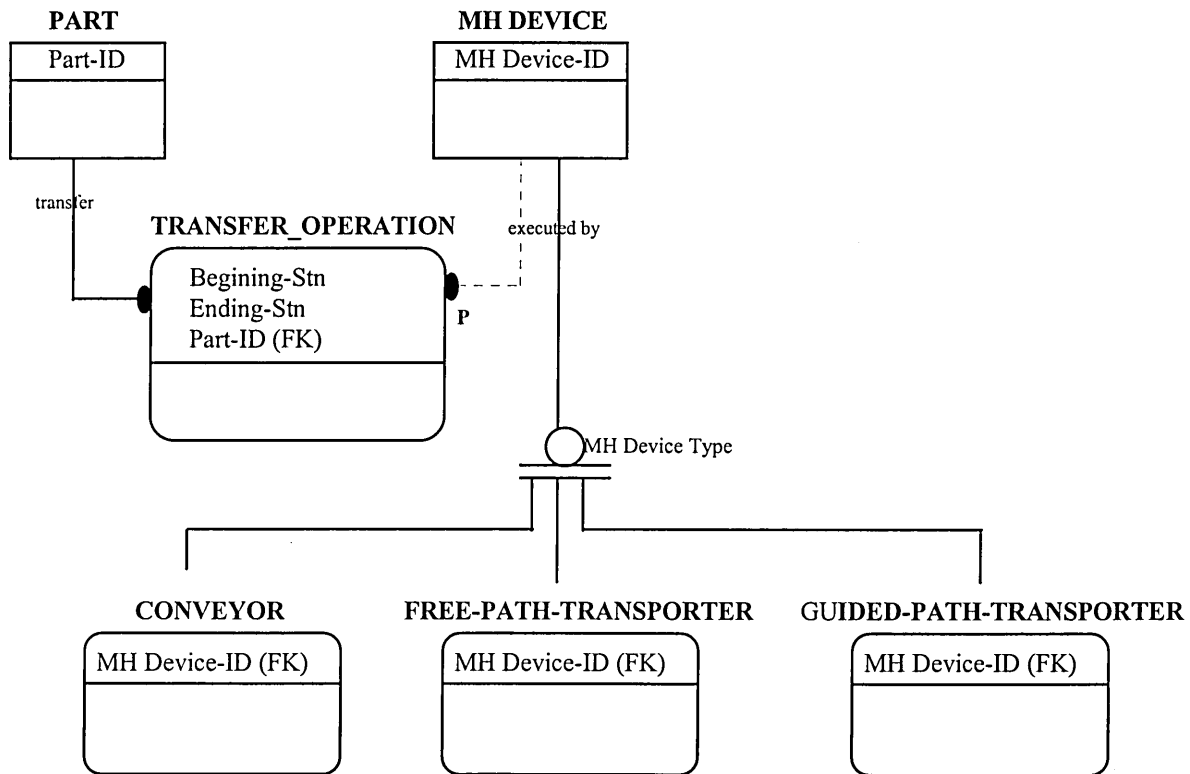 PART
Part-ID
MH DEVICE
MH Device-ID
transfer
executed by
TRANSFER_OPERATION
Begining-Stn
Ending-Stn
Part-ID (FK)
P
MH Device Type
CONVEYOR
MH Device-ID (FK)
FREE-PATH-TRANSPORTER
MH Device-ID (FK)
GUIDED-PATH-TRANSPORTER
MH Device-ID (FK)